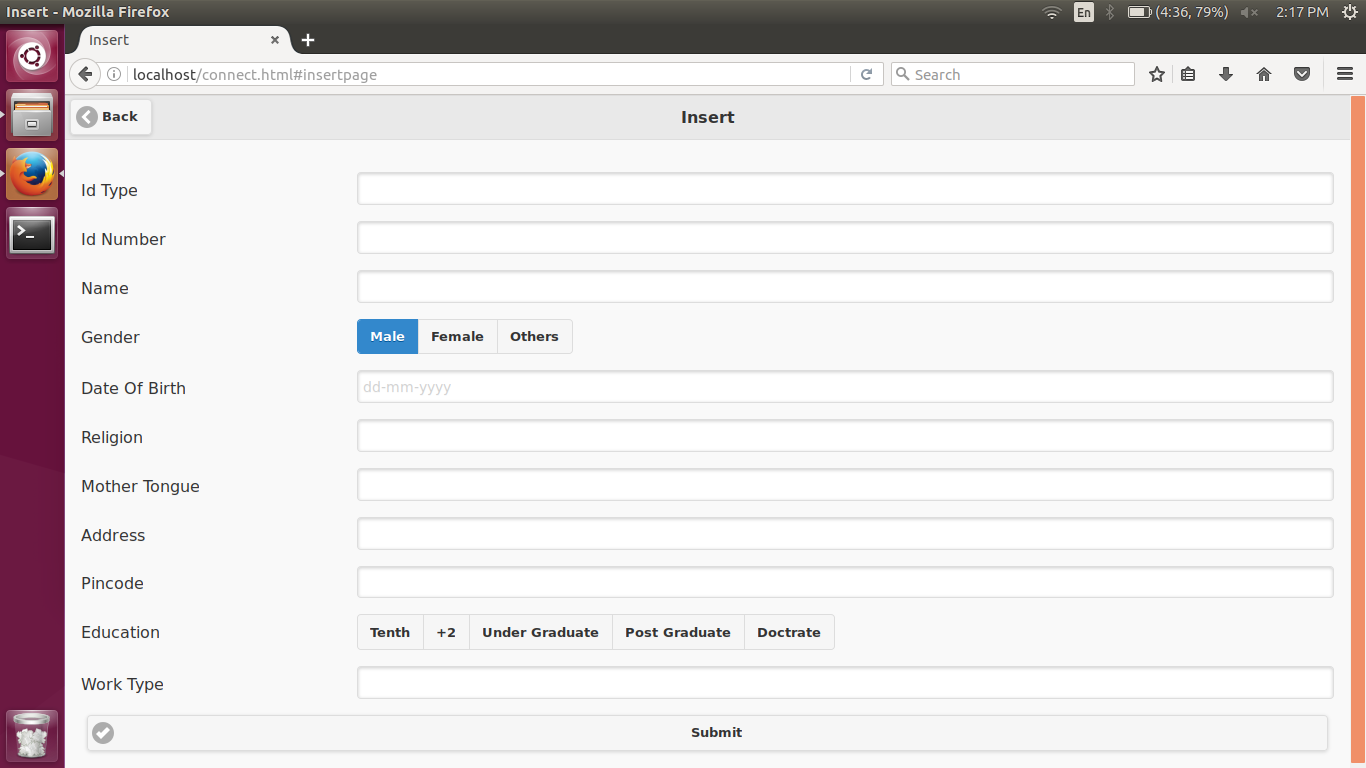 Insert - Mozilla Firefox
En (4:36, 79%) 2:17 PM
Insert
localhost/connect.html#insertpage
Search
Back
Insert
Id Type
Id Number
Name
Gender Male Female Others
Date Of Birth dd-mm-yyyy
Religion
Mother Tongue
Address
Pincode
Education Tenth +2 Under Graduate Post Graduate Doctrate
Work Type
Submit